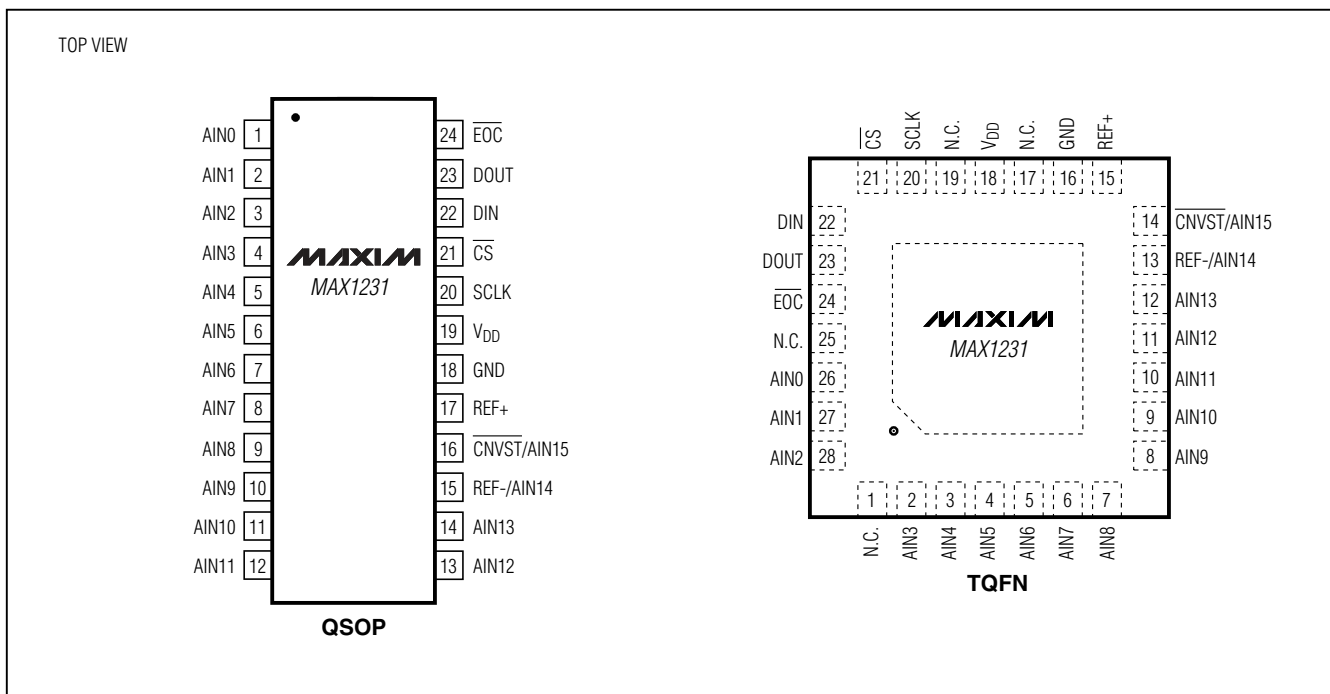 TOP VIEW
AIN0 1
AIN1 2
AIN2 3
AIN3 4
AIN4 5
AIN5 6
AIN6 7
AIN7 8
AIN8 9
AIN9 10
AIN10 11
AIN11 12
MAXIM
MAX1231
24 EOC
23 DOUT
22 DIN
21 CS
20 SCLK
19 VDD
18 GND
17 REF+
16 CNVST/AIN15
15 REF-/AIN14
14 AIN13
13 AIN12
QSOP
CS SCLK N.C. VDD N.C. GND REF+
21 20 19 18 17 16 15
DIN 22
DOUT 23
EOC 24
N.C. 25
AIN0 26
AIN1 27
AIN2 28
MAXIM
MAX1231
14 CNVST/AIN15
13 REF-/AIN14
12 AIN13
11 AIN12
10 AIN11
9 AIN10
8 AIN9
1 2 3 4 5 6 7
N.C. AIN3 AIN4 AIN5 AIN6 AIN7 AIN8
TQFN